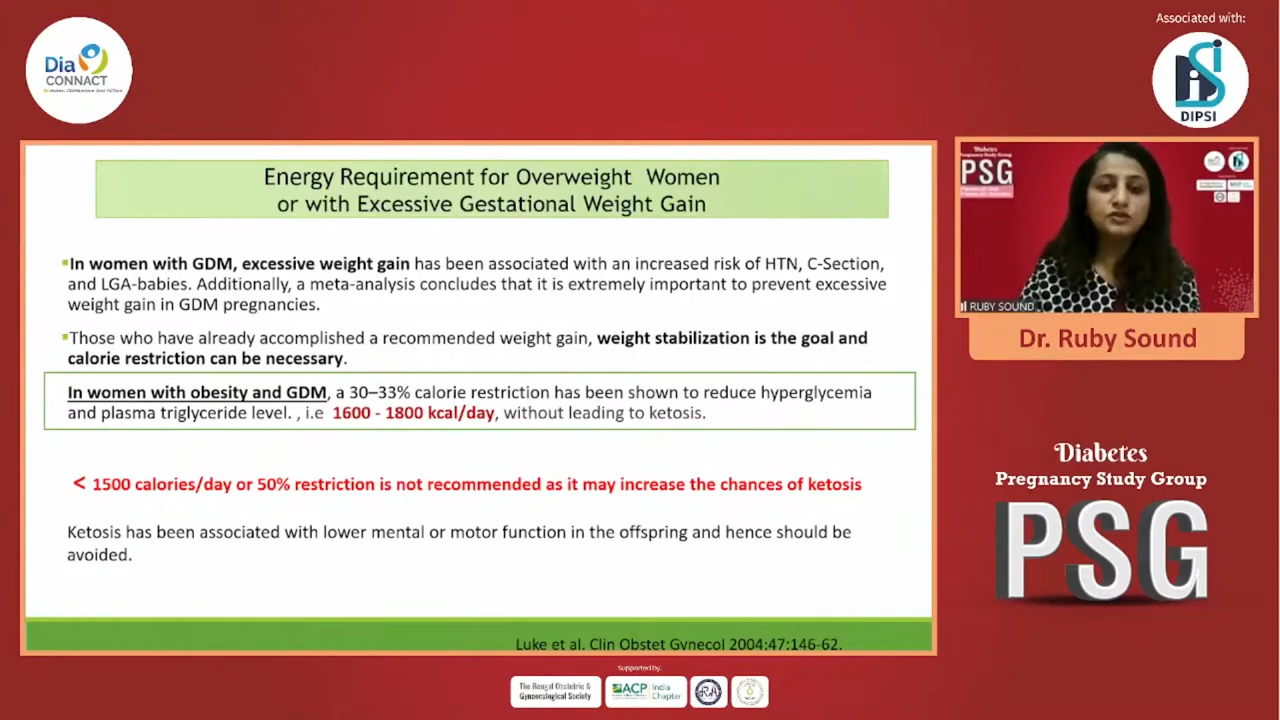 Associated with:
Dia
CONNACT
DIPSI
Energy Requirement for Overweight Women
or with Excessive Gestational Weight Gain
In women with GDM, excessive weight gain has been associated with an increased risk of HTN, C-Section,
and LGA-babies. Additionally, a meta-analysis concludes that it is extremely important to prevent excessive
weight gain in GDM pregnancies.
Those who have already accomplished a recommended weight gain, weight stabilization is the goal and
calorie restriction can be necessary.
In women with obesity and GDM, a 30–33% calorie restriction has been shown to reduce hyperglycemia
and plasma triglyceride level. , i.e 1600 - 1800 kcal/day, without leading to ketosis.
< 1500 calories/day or 50% restriction is not recommended as it may increase the chances of ketosis
Ketosis has been associated with lower mental or motor function in the offspring and hence should be
avoided.
Luke et al. Clin Obstet Gynecol 2004:47:146-62.
Diabetes
Pregnancy Study Group
PSG
RUBY SOUND
Dr. Ruby Sound
Diabetes
Pregnancy Study Group
PSG
Supported by:
The Bengal Obstetric &
Gynaecological Society
ACP India
Chapter